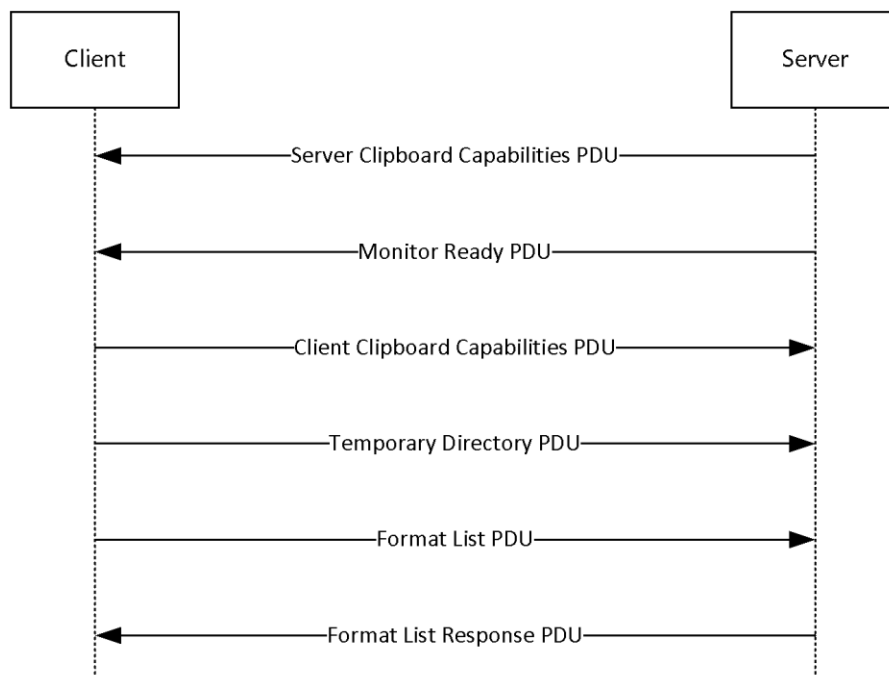 Client
Server
Server Clipboard Capabilities PDU
Monitor Ready PDU
Client Clipboard Capabilities PDU
Temporary Directory PDU
Format List PDU
Format List Response PDU